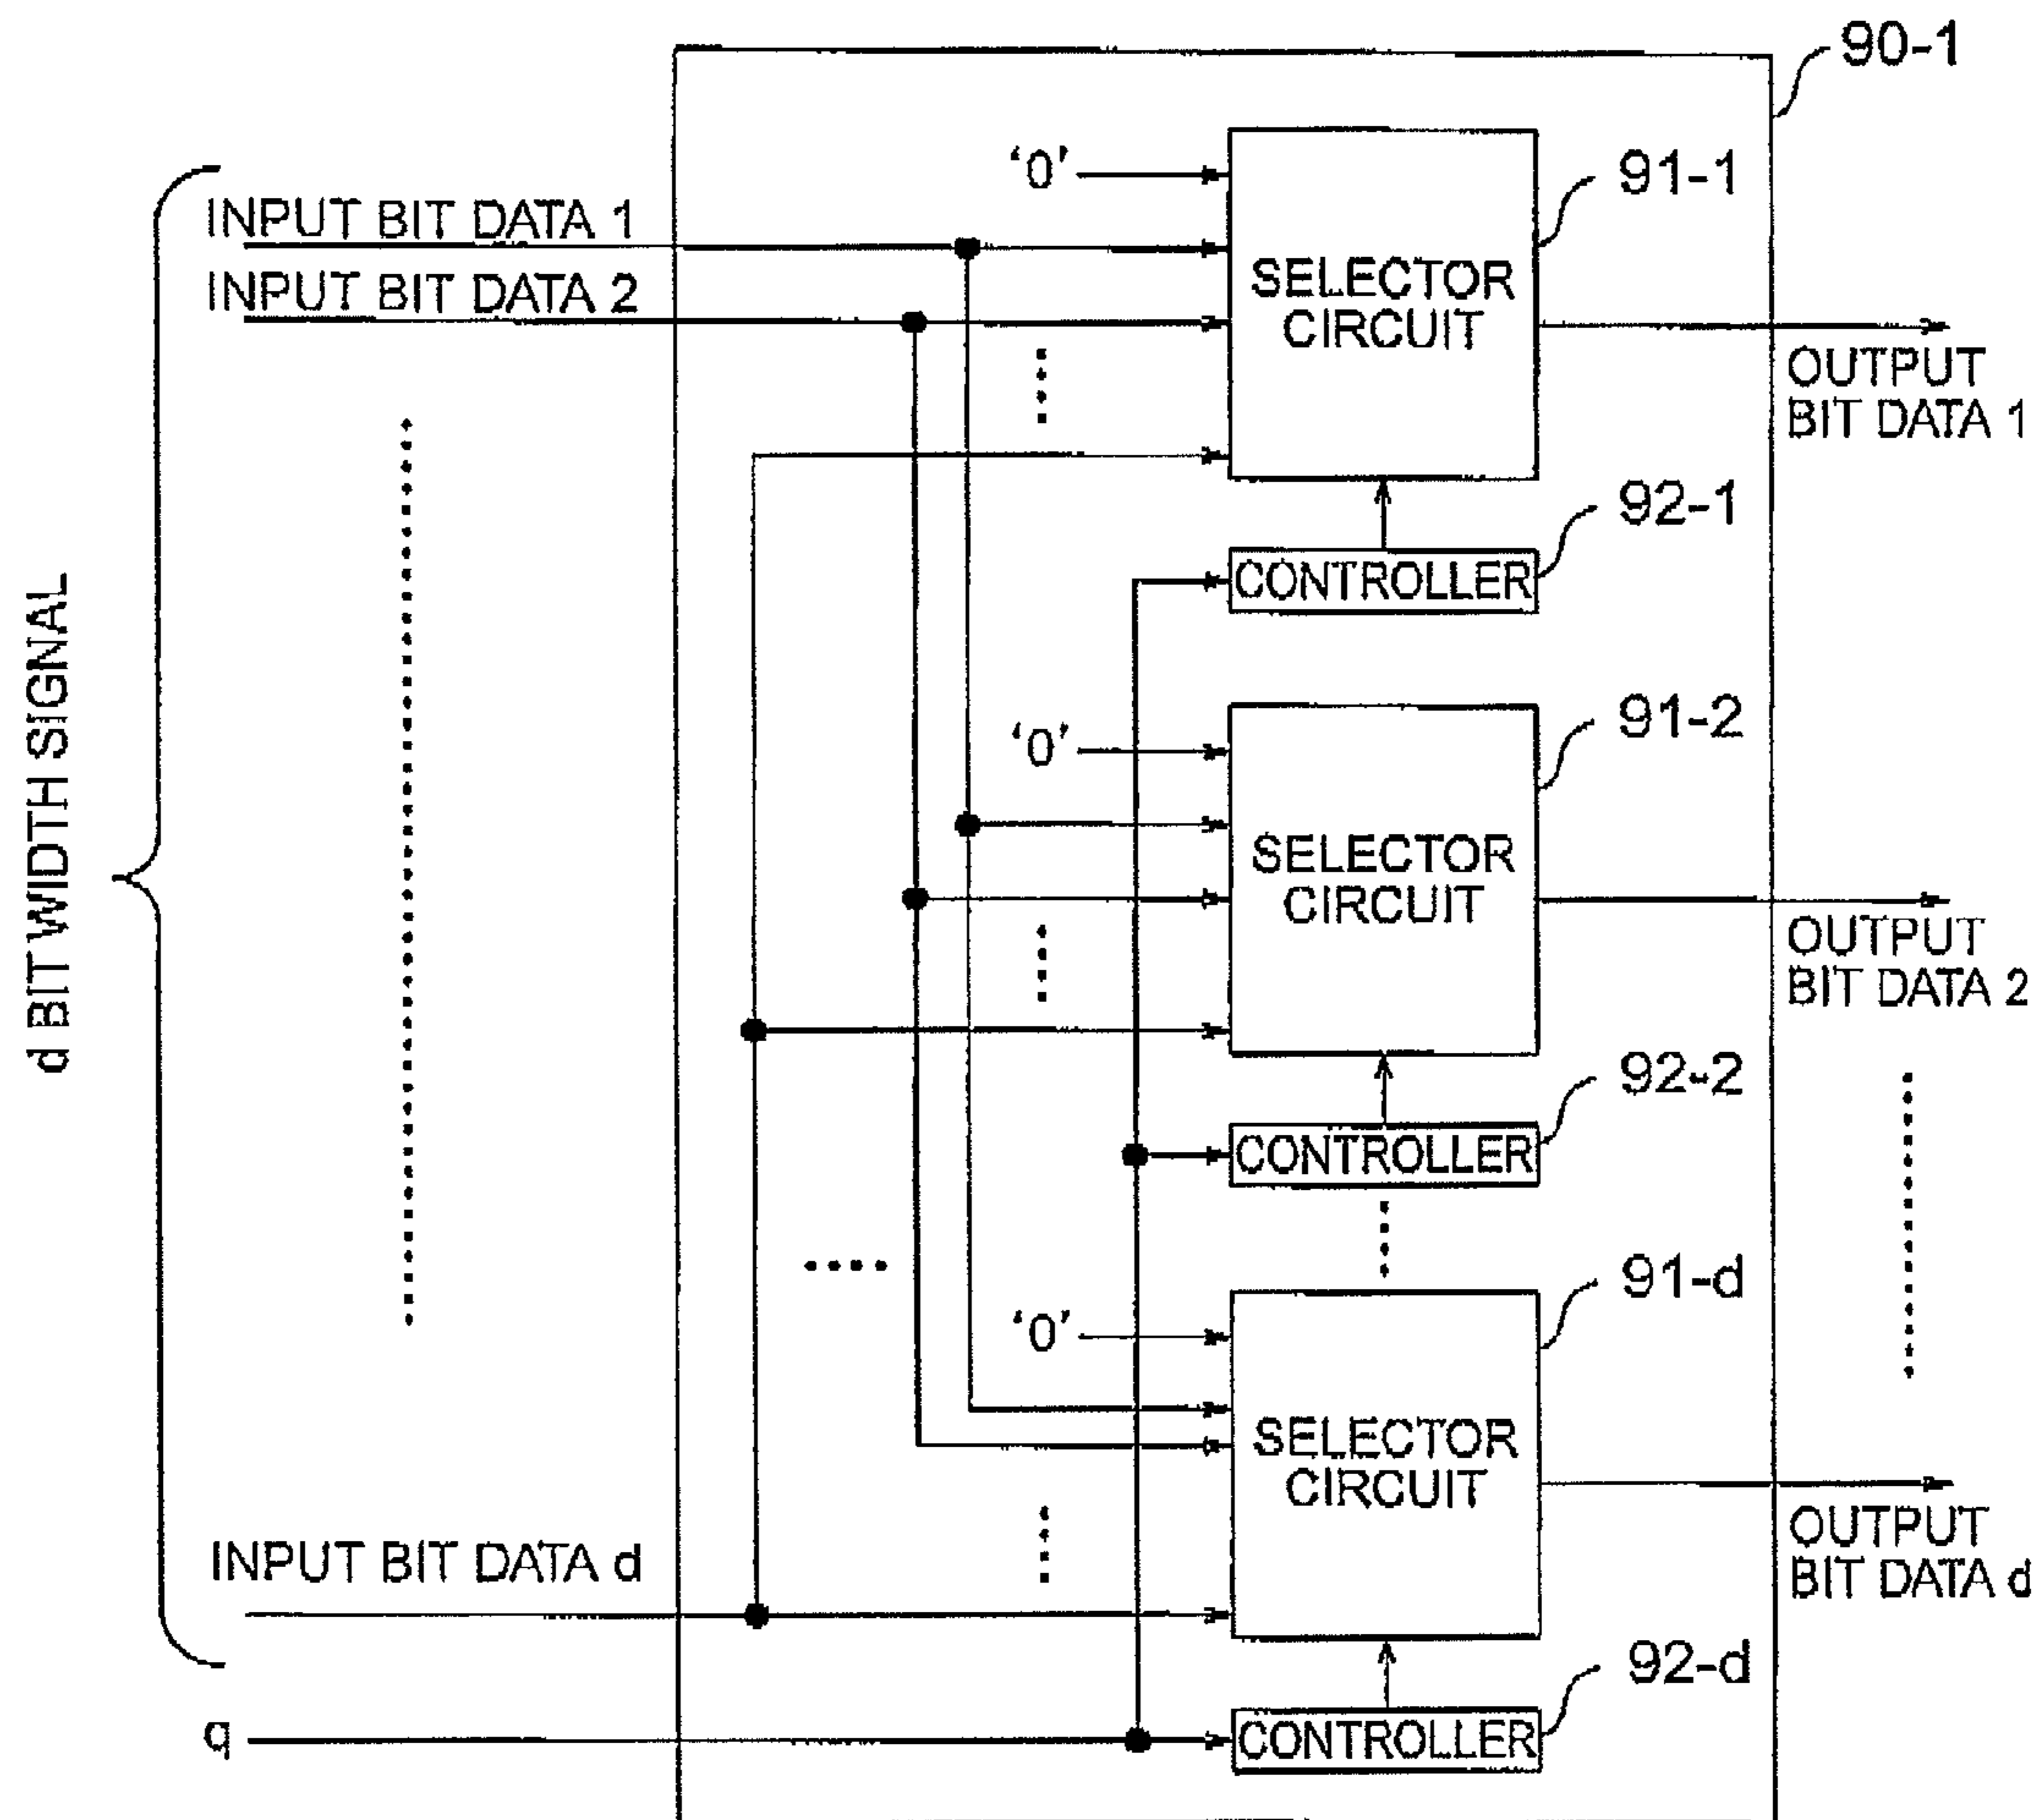 90-1
'0'
91-1
INPUT BIT DATA 1
INPUT BIT DATA 2
SELECTOR
CIRCUIT
OUTPUT
BIT DATA 1
92-1
CONTROLLER
d BIT WIDTH SIGNAL
91-2
'0'
SELECTOR
CIRCUIT
OUTPUT
BIT DATA 2
92-2
CONTROLLER
91-d
'0'
SELECTOR
CIRCUIT
OUTPUT
BIT DATA d
INPUT BIT DATA d
92-d
q
CONTROLLER